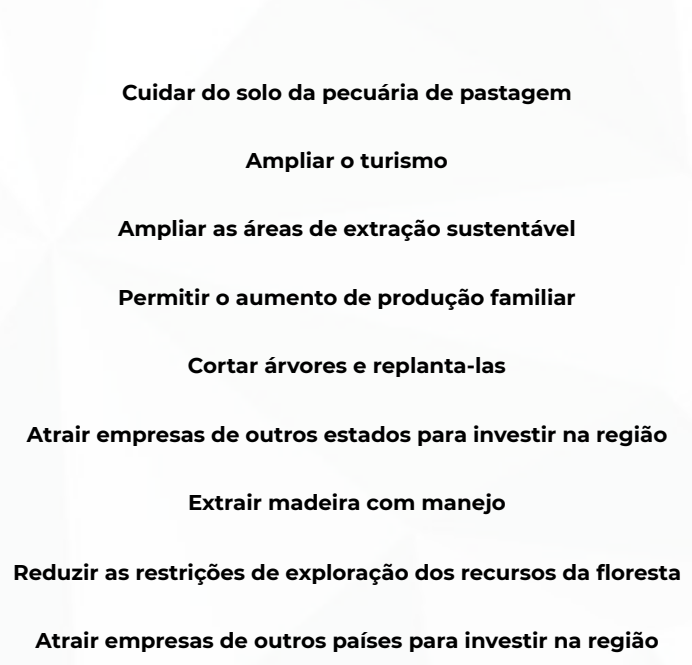 Cuidar do solo da pecuária de pastagem
Ampliar o turismo
Ampliar as áreas de extração sustentável
Permitir o aumento de produção familiar
Cortar árvores e replanta-las
Atrair empresas de outros estados para investir na região
Extrair madeira com manejo
Reduzir as restrições de exploração dos recursos da floresta
Atrair empresas de outros países para investir na região